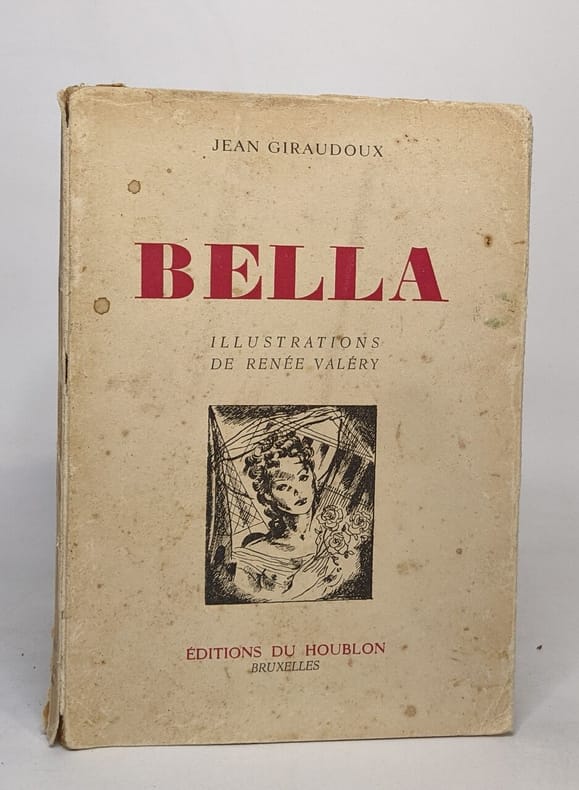 JEAN GIRAUDOUX
BELLA
ILLUSTRATIONS
DE RENÉE VALÉRY
ÉDITIONS DU HOUBLON
BRUXELLES